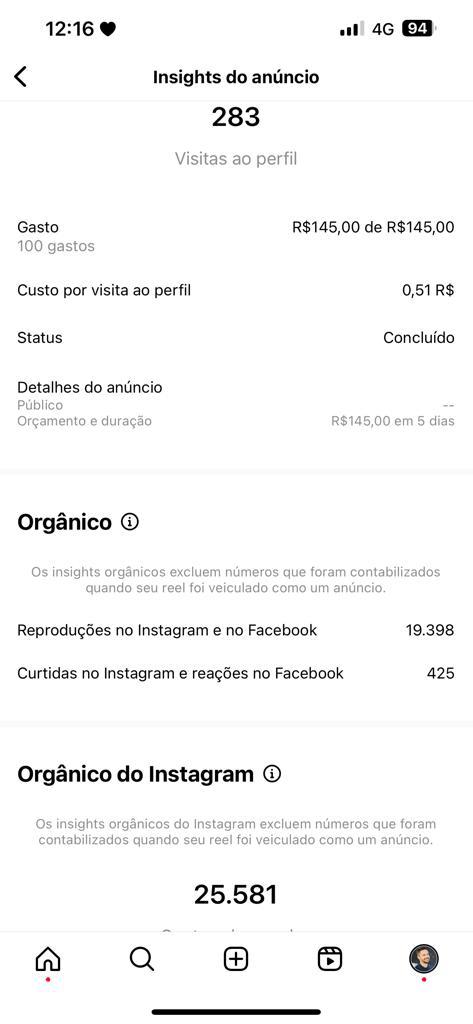 12:16
4G
94
Insights do anúncio
283
Visitas ao perfil
Gasto
R$145,00 de R$145,00
100 gastos
Custo por visita ao perfil
0,51 R$
Status
Concluído
Detalhes do anúncio
Público
--
Orçamento e duração
R$145,00 em 5 dias
Orgânico
Os insights orgânicos excluem números que foram contabilizados
quando seu reel foi veiculado como um anúncio.
Reproduções no Instagram e no Facebook
19.398
Curtidas no Instagram e reações no Facebook
425
Orgânico do Instagram
Os insights orgânicos do Instagram excluem números que foram
contabilizados quando seu reel foi veiculado como um anúncio.
25.581